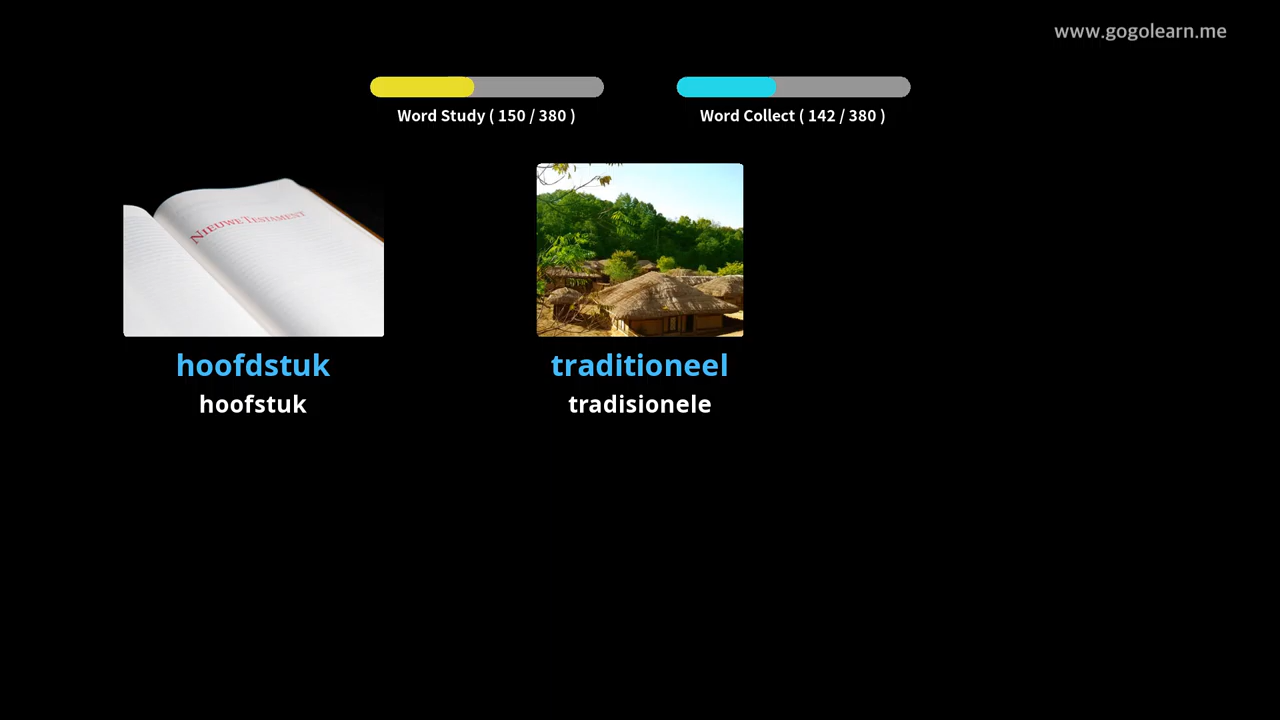 www.gogolearn.me
Word Study ( 150 / 380 )
Word Collect ( 142 / 380 )
NIEUWE TESTAMENT
hoofdstuk
hoofstuk
traditioneel
tradisionele